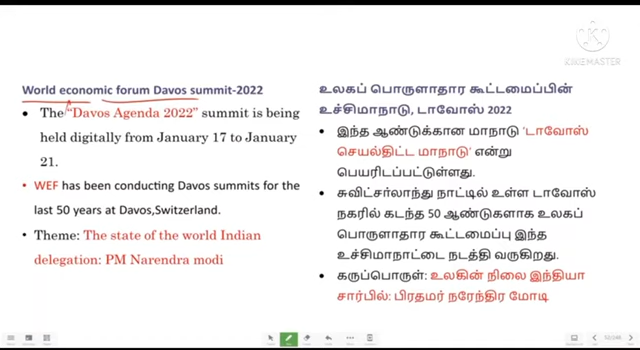 KINEMASTER
World economic forum Davos summit-2022
The "Davos Agenda 2022" summit is being
held digitally from January 17 to January
21.
WEF has been conducting Davos summits for the
last 50 years at Davos,Switzerland.
Theme: The state of the world Indian
delegation: PM Narendra modi
உலகப் பொருளாதார கூட்டமைப்பின்
உச்சிமாநாடு, டாவோஸ் 2022
இந்த ஆண்டுக்கான மாநாடு 'டாவோஸ்
செயல்திட்ட மாநாடு' என்று
பெயரிடப்பட்டுள்ளது.
சுவிட்சர்லாந்து நாட்டில் உள்ள டாவோஸ்
நகரில் கடந்த 50 ஆண்டுகளாக உலகப்
பொருளாதார கூட்டமைப்பு இந்த
உச்சிமாநாட்டை நடத்தி வருகிறது.
கருப்பொருள்: உலகின் நிலை இந்தியா
சார்பில்: பிரதமர் நரேந்திர மோடி